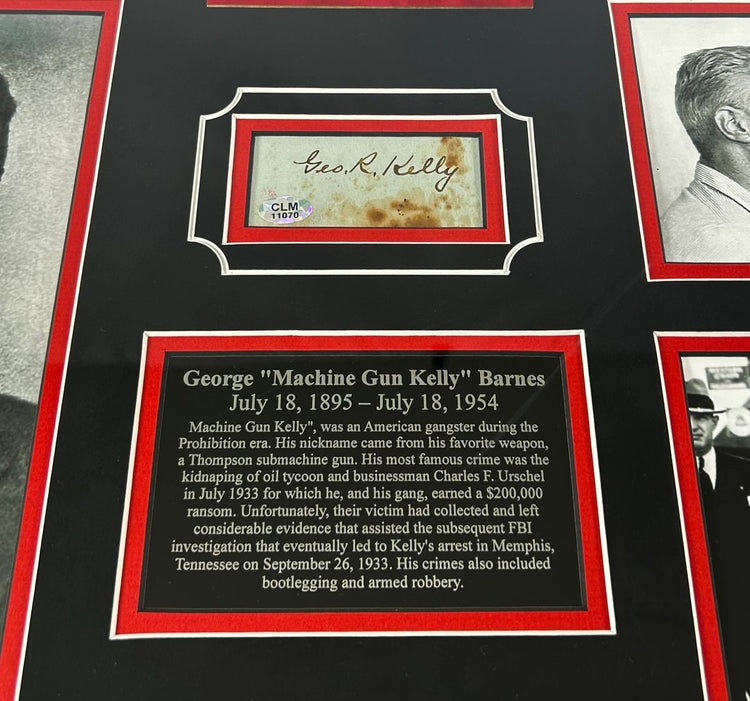 Geo. R. Kelly
CLM
11070
George "Machine Gun Kelly" Barnes
July 18, 1895 – July 18, 1954
Machine Gun Kelly", was an American gangster during the
Prohibition era. His nickname came from his favorite weapon,
a Thompson submachine gun. His most famous crime was the
kidnaping of oil tycoon and businessman Charles F. Urschel
in July 1933 for which he, and his gang, earned a $200,000
ransom. Unfortunately, their victim had collected and left
considerable evidence that assisted the subsequent FBI
investigation that eventually led to Kelly's arrest in Memphis,
Tennessee on September 26, 1933. His crimes also included
bootlegging and armed robbery.